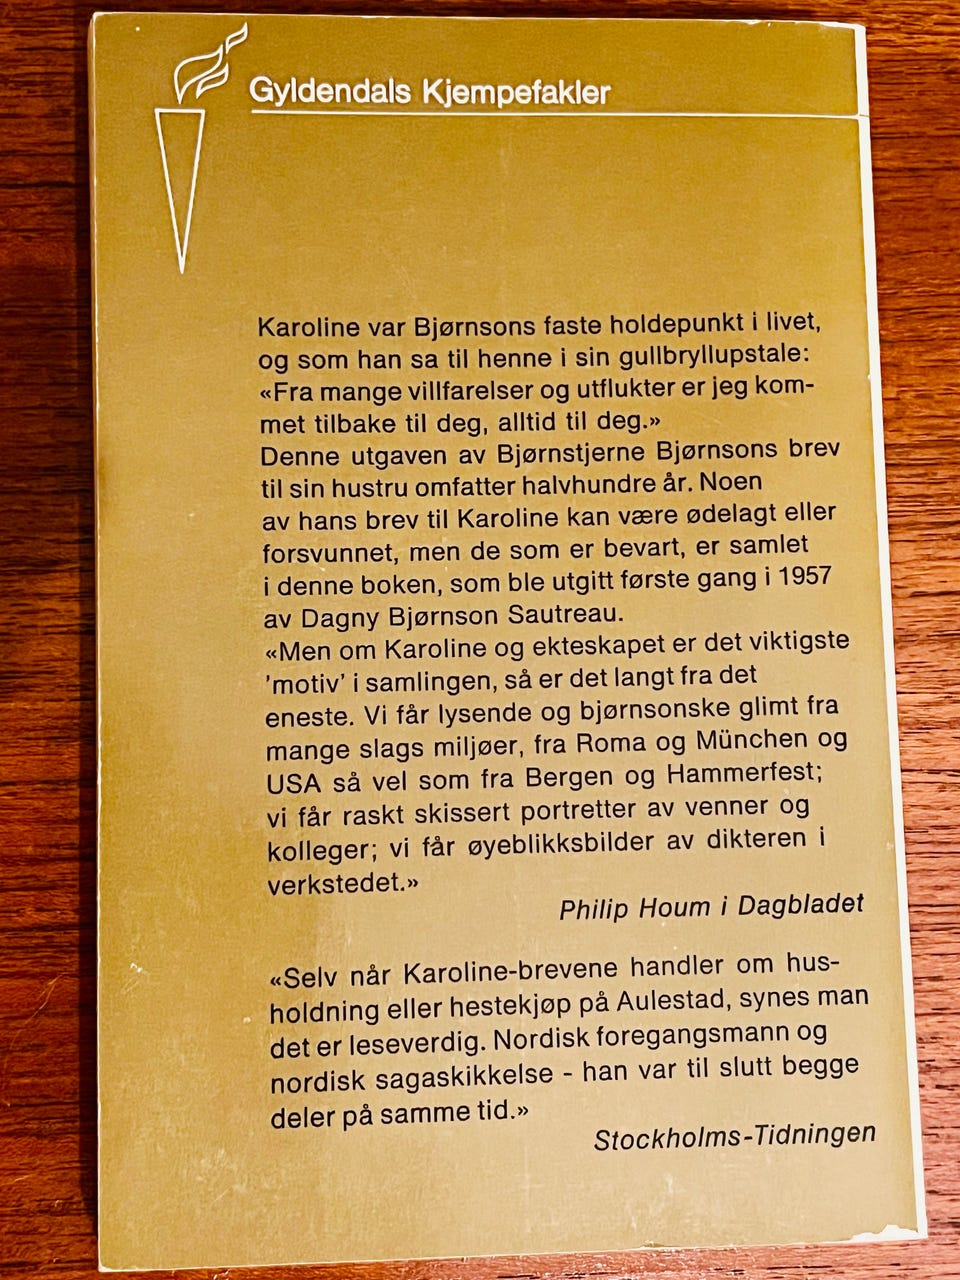 Gyldendals Kjempefakler
Karoline var Bjørnsons faste holdepunkt i livet,
og som han sa til henne i sin gullbryllupstale:
«Fra mange villfarelser og utflukter er jeg kom-
met tilbake til deg, alltid til deg.»
Denne utgaven av Bjørnstjerne Bjørnsons brev
til sin hustru omfatter halvhundre år. Noen
av hans brev til Karoline kan være ødelagt eller
forsvunnet, men de som er bevart, er samlet
i denne boken, som ble utgitt første gang i 1957
av Dagny Bjørnson Sautreau.
«Men om Karoline og ekteskapet er det viktigste
'motiv' i samlingen, så er det langt fra det
eneste. Vi får lysende og bjørnsonske glimt fra
mange slags miljøer, fra Roma og München og
USA så vel som fra Bergen og Hammerfest;
vi får raskt skissert portretter av venner og
kolleger; vi får øyeblikksbilder av dikteren i
verkstedet.»
Philip Houm i Dagbladet
«Selv når Karoline-brevene handler om hus-
holdning eller hestekjøp på Aulestad, synes man
det er leseverdig. Nordisk foregangsmann og
nordisk sagaskikkelse - han var til slutt begge
deler på samme tid.»
Stockholms-Tidningen